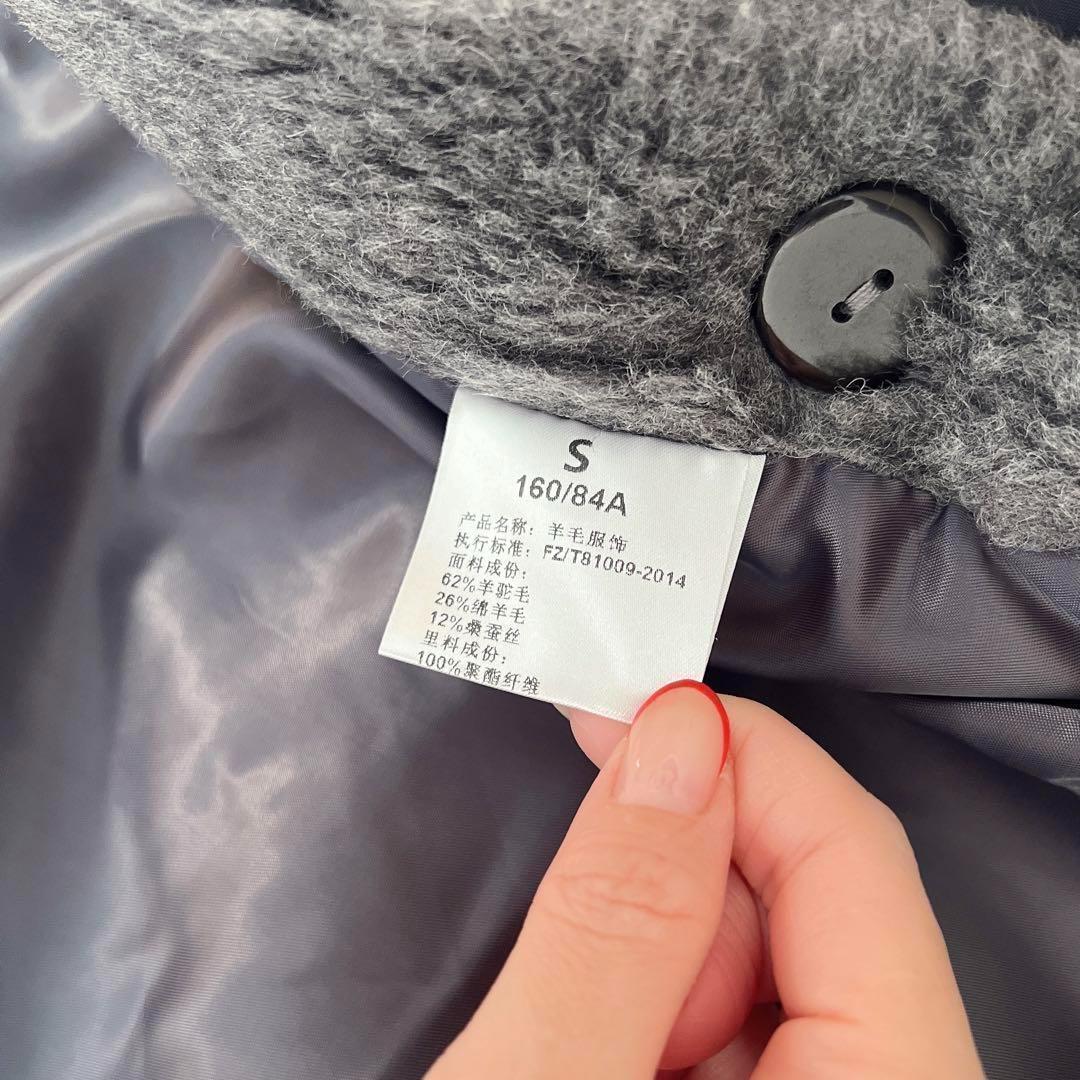 S
160/84A
产品名称：羊毛服饰
执行标准：FZ/T81009-2014
面料成份：
62%羊驼毛
26%绵羊毛
12%桑蚕丝
里料成份：
100%聚酯纤维